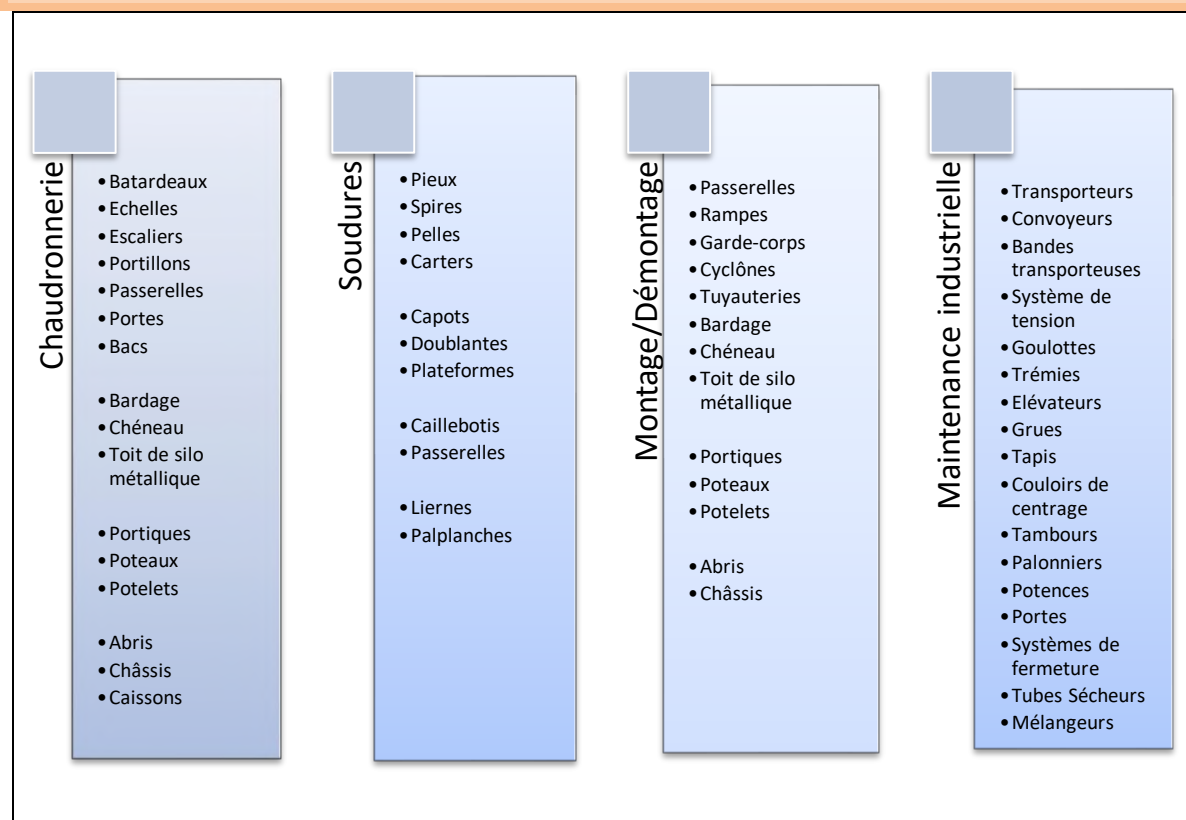 Chaudronnerie
•Batardeaux
•Echelles
•Escaliers
•Portillons
•Passerelles
•Portes
•Bacs
•Bardage
•Chéneau
•Toit de silo
métallique
•Portiques
•Poteaux
•Potelets
•Abris
•Châssis
•Caissons
Soudures
•Pieux
•Spires
•Pelles
•Carters
•Capots
•Doublantes
•Plateformes
•Caillebotis
•Passerelles
•Liernes
•Palplanches
Montage/Démontage
•Passerelles
•Rampes
•Garde-corps
•Cyclônes
•Tuyauteries
•Bardage
•Chéneau
•Toit de silo
métallique
•Portiques
•Poteaux
•Potelets
•Abris
•Châssis
Maintenance industrielle
•Transporteurs
•Convoyeurs
•Bandes
transporteuses
•Système de
tension
•Goulottes
•Trémies
•Elévateurs
•Grues
•Tapis
•Couloirs de
centrage
•Tambours
•Palonniers
•Potences
•Portes
•Systèmes de
fermeture
•Tubes Sécheurs
•Mélangeurs